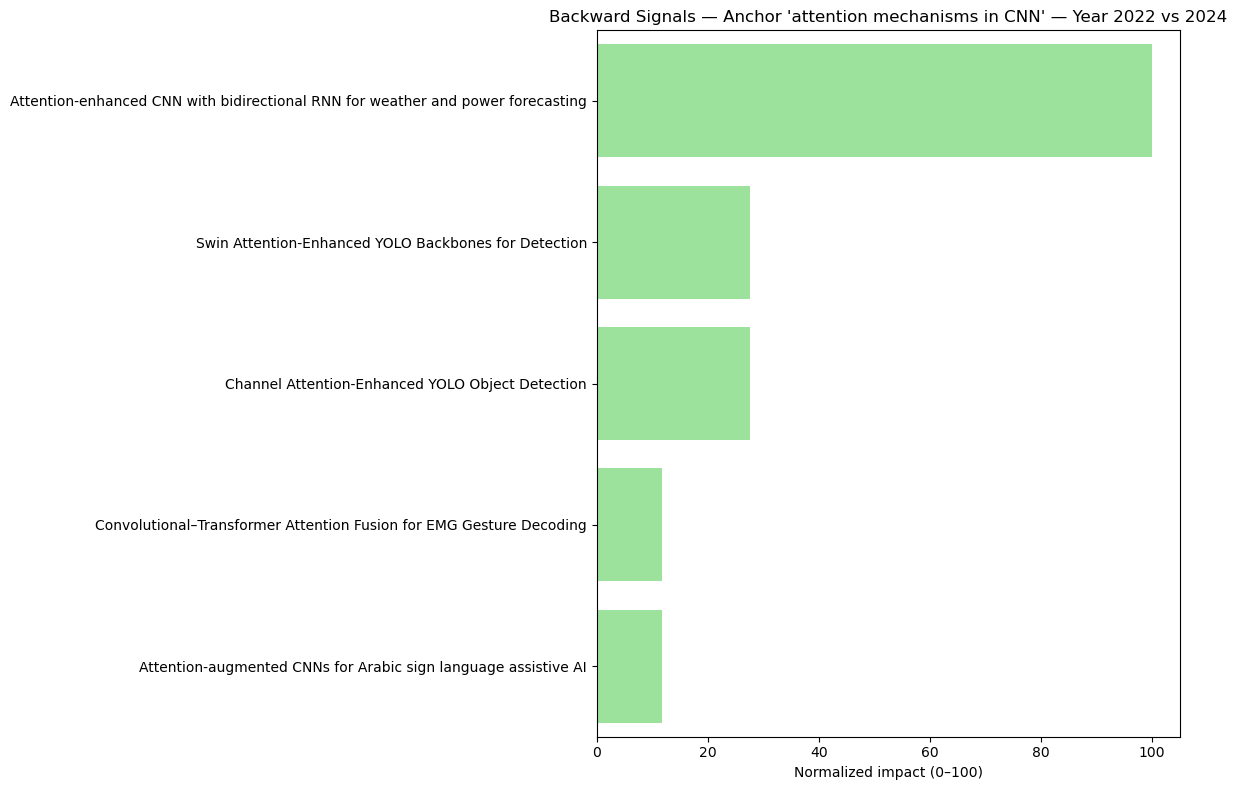 Backward Signals — Anchor 'attention mechanisms in CNN' — Year 2022 vs 2024
Attention-enhanced CNN with bidirectional RNN for weather and power forecasting
Swin Attention-Enhanced YOLO Backbones for Detection
Channel Attention-Enhanced YOLO Object Detection
Convolutional–Transformer Attention Fusion for EMG Gesture Decoding
Attention-augmented CNNs for Arabic sign language assistive AI
0 20 40 60 80 100
Normalized impact (0–100)